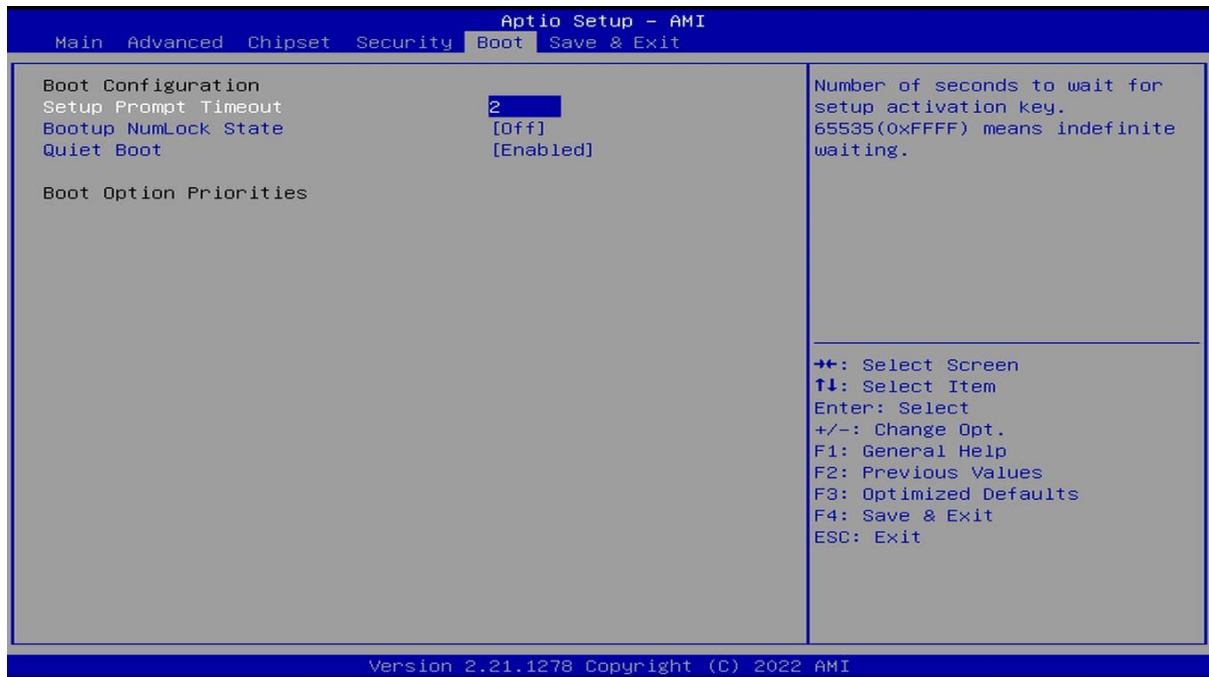 Aptio Setup – AMI
Main Advanced Chipset Security Boot Save & Exit
Boot Configuration
Setup Prompt Timeout 2
Bootup NumLock State [Off]
Quiet Boot [Enabled]
Boot Option Priorities
Number of seconds to wait for
setup activation key.
65535(0xFFFF) means indefinite
waiting.
→←: Select Screen
↑↓: Select Item
Enter: Select
+/-: Change Opt.
F1: General Help
F2: Previous Values
F3: Optimized Defaults
F4: Save & Exit
ESC: Exit
Version 2.21.1278 Copyright (C) 2022 AMI